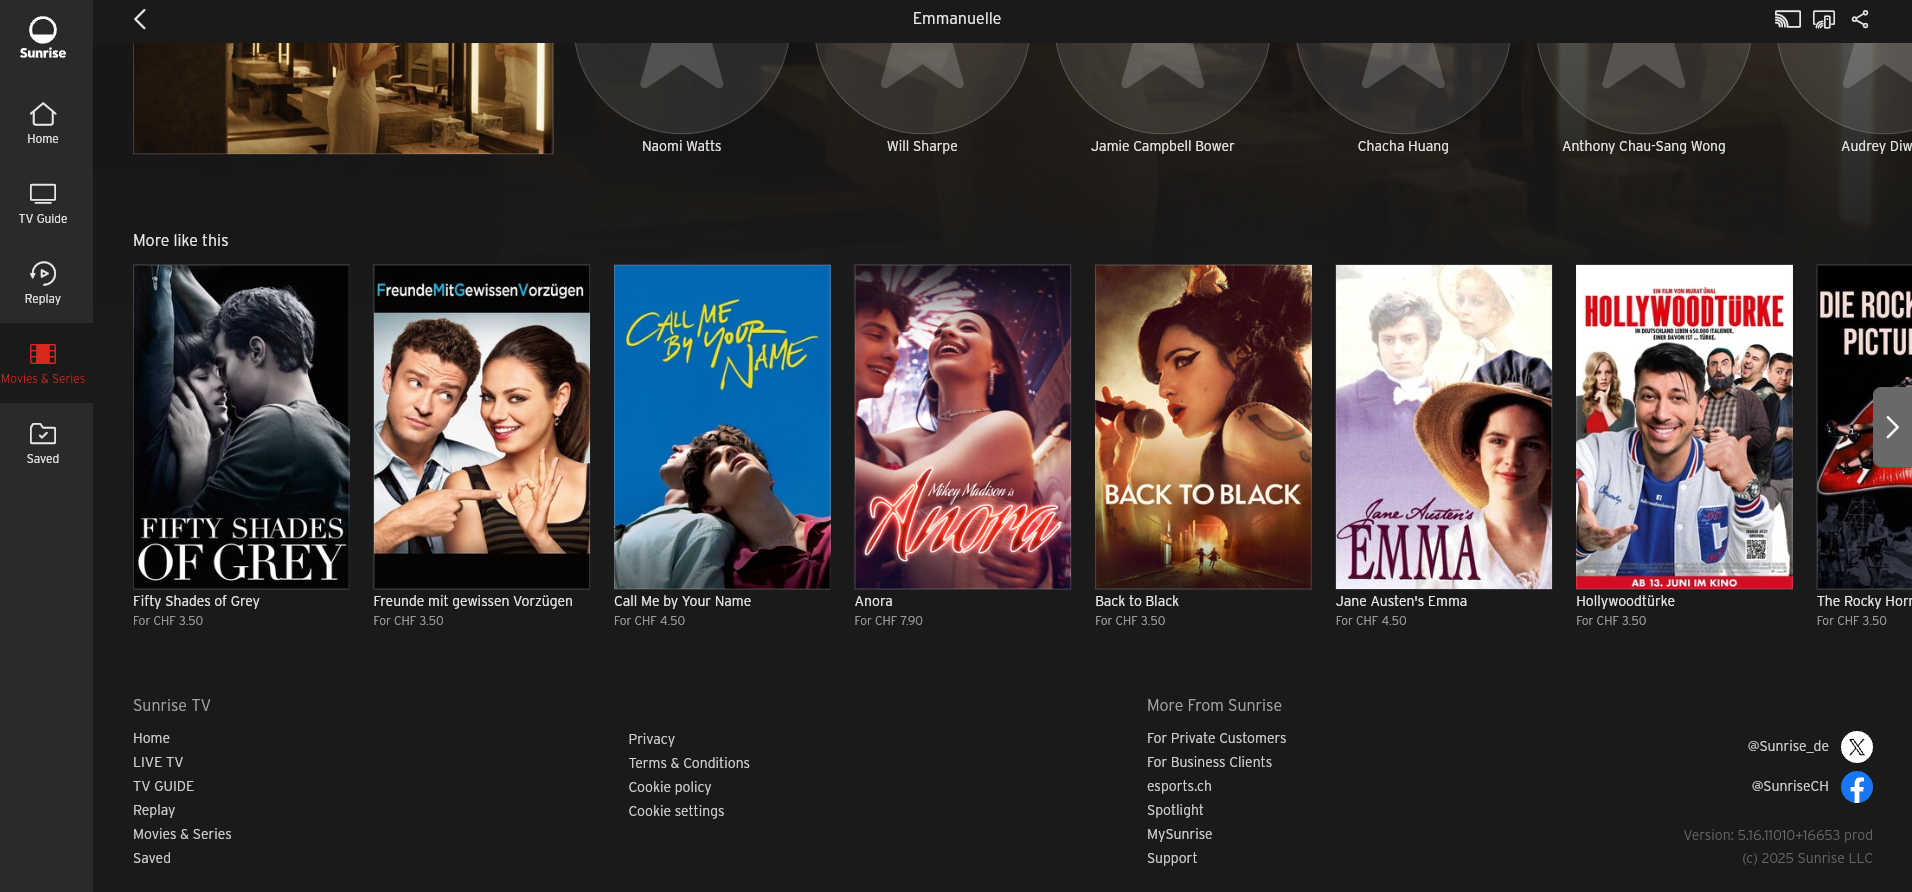 Sunrise
Emmanuelle
Home
TV Guide
Replay
Movies & Series
Saved
Naomi Watts
Will Sharpe
Jamie Campbell Bower
Chacha Huang
Anthony Chau-Sang Wong
Audrey Diw
More like this
FIFTY SHADES
OF GREY
FreundeMitGewissenVorzügen
CALL ME
BY YOUR
NAME
Mikey Madison is
Anora
BACK TO BLACK
Jane Austen's
EMMA
EIN FILM VON MURAT ÜNAL
HOLLYWOODTÜRKE
IN DEUTSCHLAND LEBEN 650.000 ITALIENER.
EINER DAVON IST ... TÜRKE.
AB 13. JUNI IM KINO
DIE ROCK
PICTU
Fifty Shades of Grey
For CHF 3.50
Freunde mit gewissen Vorzügen
For CHF 3.50
Call Me by Your Name
For CHF 4.50
Anora
For CHF 7.90
Back to Black
For CHF 3.50
Jane Austen's Emma
For CHF 4.50
Hollywoodtürke
For CHF 3.50
The Rocky Horr
For CHF 3.50
Sunrise TV
Home
LIVE TV
TV GUIDE
Replay
Movies & Series
Saved
Privacy
Terms & Conditions
Cookie policy
Cookie settings
More From Sunrise
For Private Customers
For Business Clients
esports.ch
Spotlight
MySunrise
Support
@Sunrise_de
@SunriseCH
Version: 5.16.11010+16653 prod
(c) 2025 Sunrise LLC